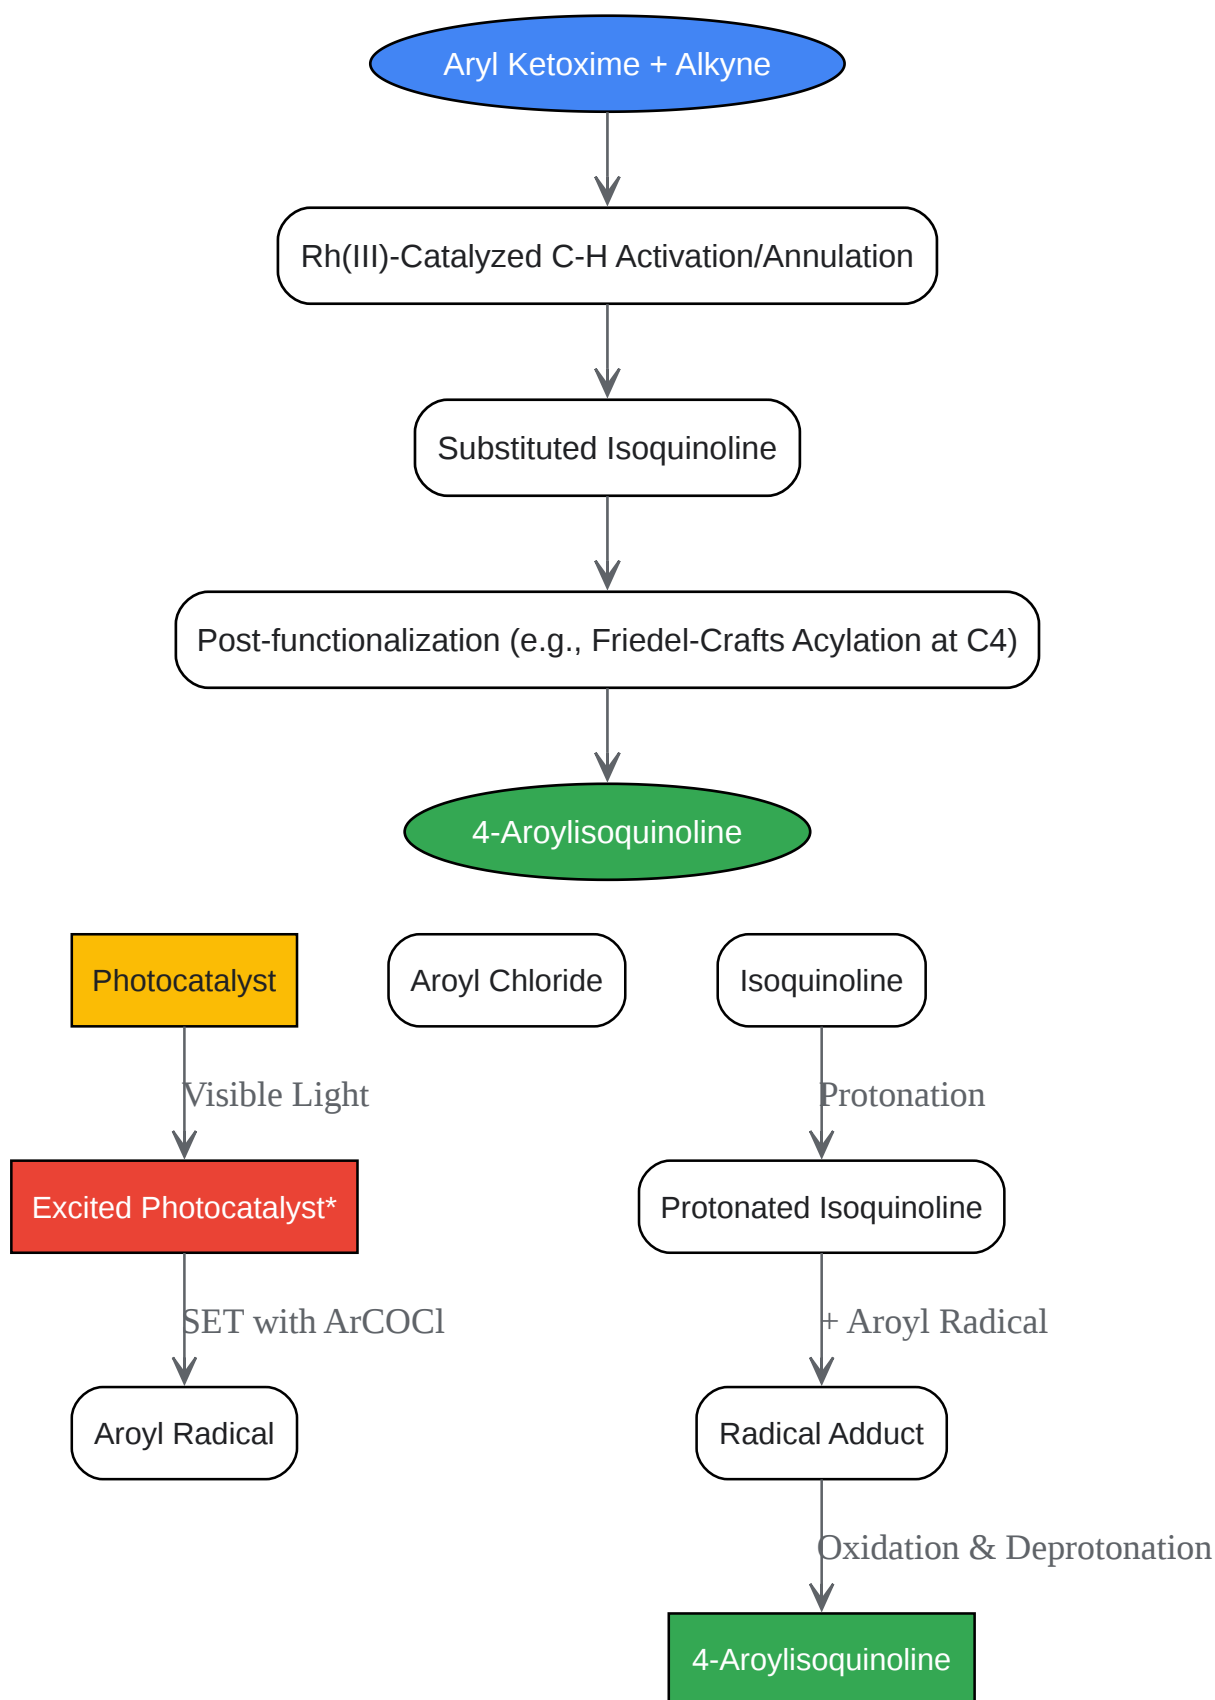 Aryl Ketoxime + Alkyne
Rh(III)-Catalyzed C-H Activation/Annulation
Substituted Isoquinoline
Post-functionalization (e.g., Friedel-Crafts Acylation at C4)
4-Aroylisoquinoline
Photocatalyst
Aroyl Chloride
Isoquinoline
Visible Light
Protonation
Excited Photocatalyst*
Protonated Isoquinoline
SET with ArCOCl
+ Aroyl Radical
Aroyl Radical
Radical Adduct
Oxidation & Deprotonation
4-Aroylisoquinoline